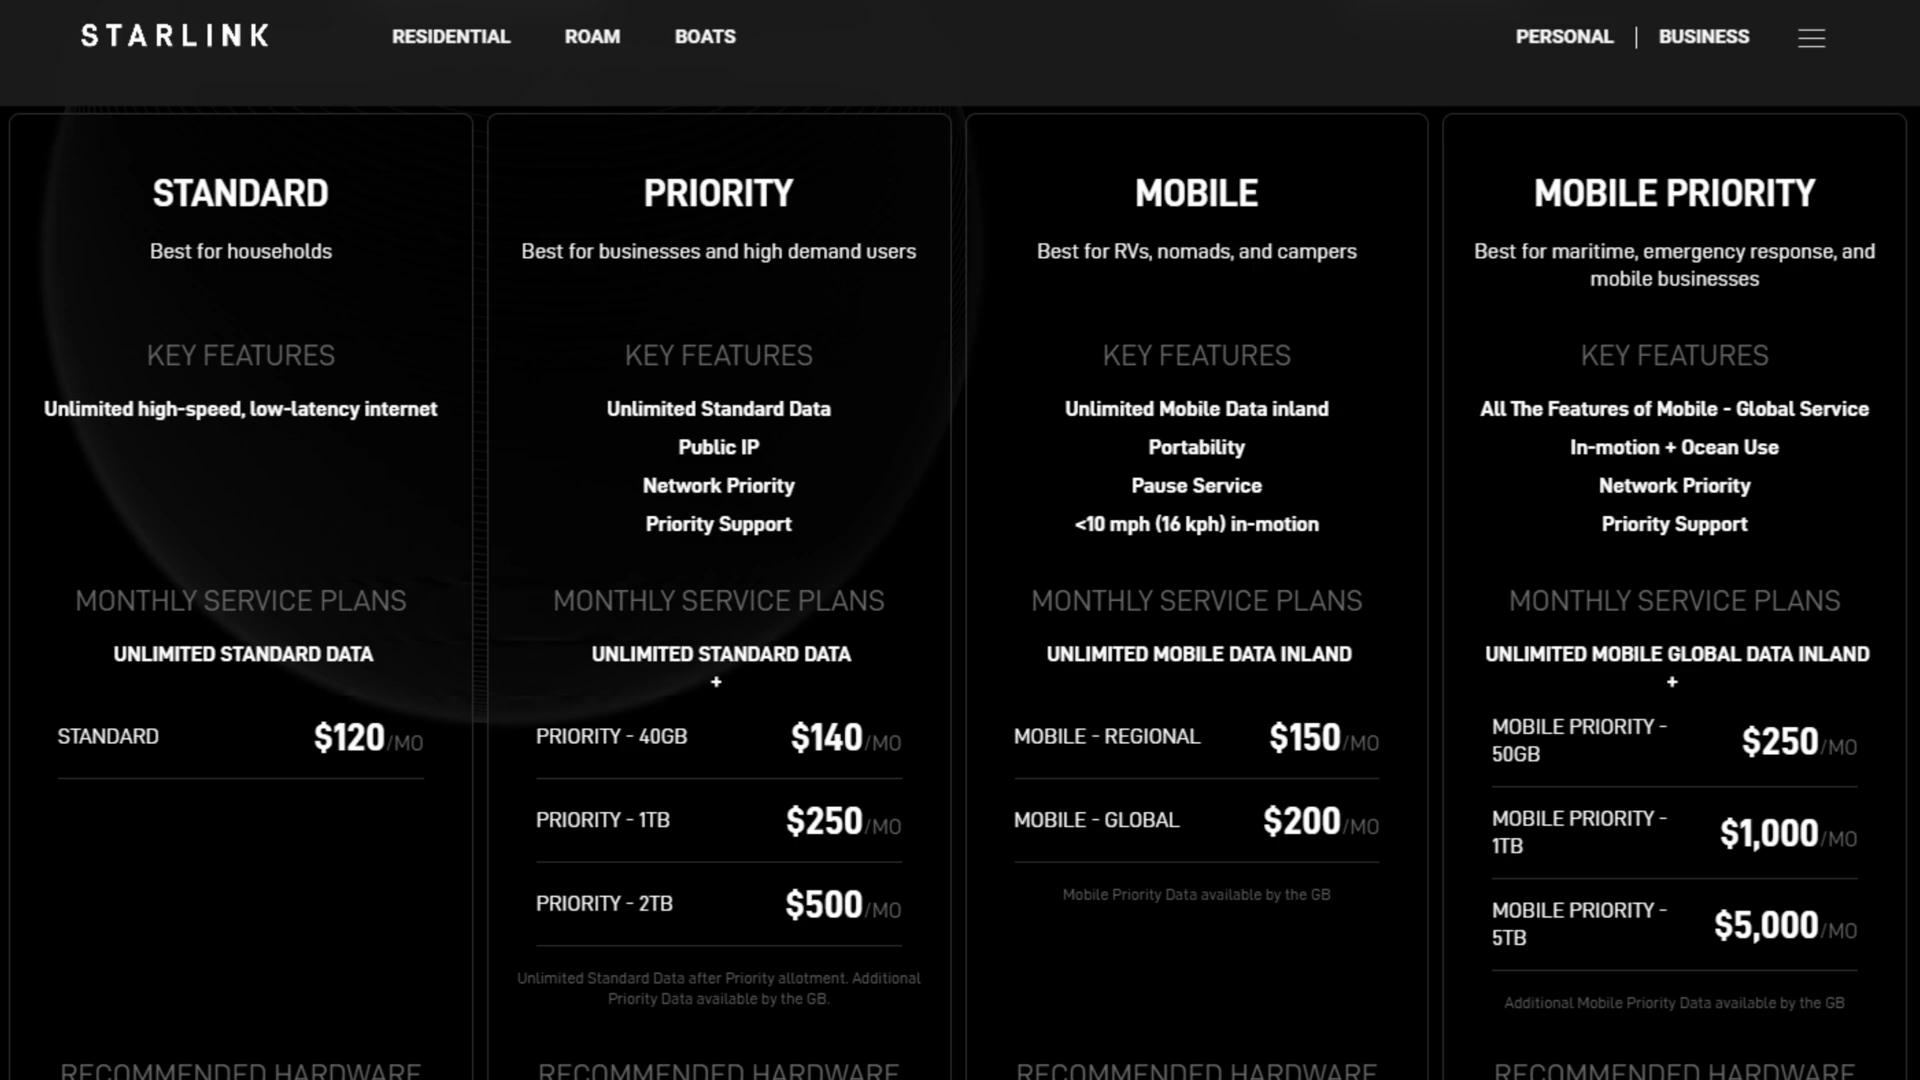 STARLINK
RESIDENTIAL
ROAM
BOATS
PERSONAL | BUSINESS
STANDARD
Best for households
KEY FEATURES
Unlimited high-speed, low-latency internet
MONTHLY SERVICE PLANS
UNLIMITED STANDARD DATA
STANDARD $120/MO
RECOMMENDED HARDWARE
PRIORITY
Best for businesses and high demand users
KEY FEATURES
Unlimited Standard Data
Public IP
Network Priority
Priority Support
MONTHLY SERVICE PLANS
UNLIMITED STANDARD DATA
+
PRIORITY - 40GB $140/MO
PRIORITY - 1TB $250/MO
PRIORITY - 2TB $500/MO
Unlimited Standard Data after Priority allotment. Additional
Priority Data available by the GB.
RECOMMENDED HARDWARE
MOBILE
Best for RVs, nomads, and campers
KEY FEATURES
Unlimited Mobile Data inland
Portability
Pause Service
<10 mph (16 kph) in-motion
MONTHLY SERVICE PLANS
UNLIMITED MOBILE DATA INLAND
MOBILE - REGIONAL $150/MO
MOBILE - GLOBAL $200/MO
Mobile Priority Data available by the GB
RECOMMENDED HARDWARE
MOBILE PRIORITY
Best for maritime, emergency response, and
mobile businesses
KEY FEATURES
All The Features of Mobile - Global Service
In-motion + Ocean Use
Network Priority
Priority Support
MONTHLY SERVICE PLANS
UNLIMITED MOBILE GLOBAL DATA INLAND
+
MOBILE PRIORITY -
50GB $250/MO
MOBILE PRIORITY -
1TB $1,000/MO
MOBILE PRIORITY -
5TB $5,000/MO
Additional Mobile Priority Data available by the GB
RECOMMENDED HARDWARE